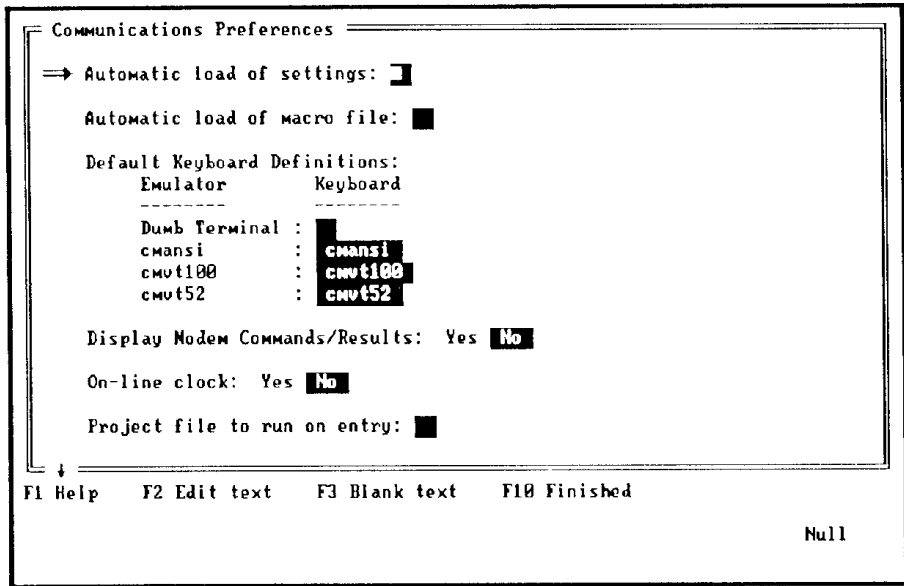 Communications Preferences
Automatic load of settings:
Automatic load of macro file:
Default Keyboard Definitions:
Emulator Keyboard
-------- --------
Dumb Terminal :
cmansi : cmansi
cmvt100 : cmvt100
cmvt52 : cmvt52
Display Modem Commands/Results: Yes No
On-line clock: Yes No
Project file to run on entry:
F1 Help F2 Edit text F3 Blank text F10 Finished
Null